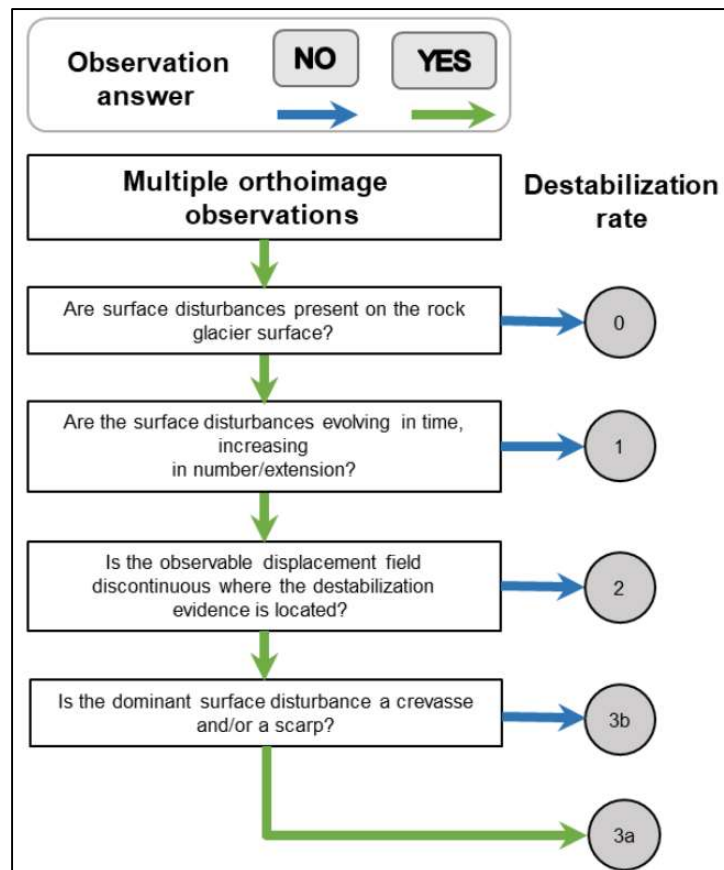 Observation
answer
NO
YES
Multiple orthoimage
observations
Destabilization
rate
Are surface disturbances present on the rock
glacier surface?
0
Are the surface disturbances evolving in time,
increasing
in number/extension?
1
Is the observable displacement field
discontinuous where the destabilization
evidence is located?
2
Is the dominant surface disturbance a crevasse
and/or a scarp?
3b
3a